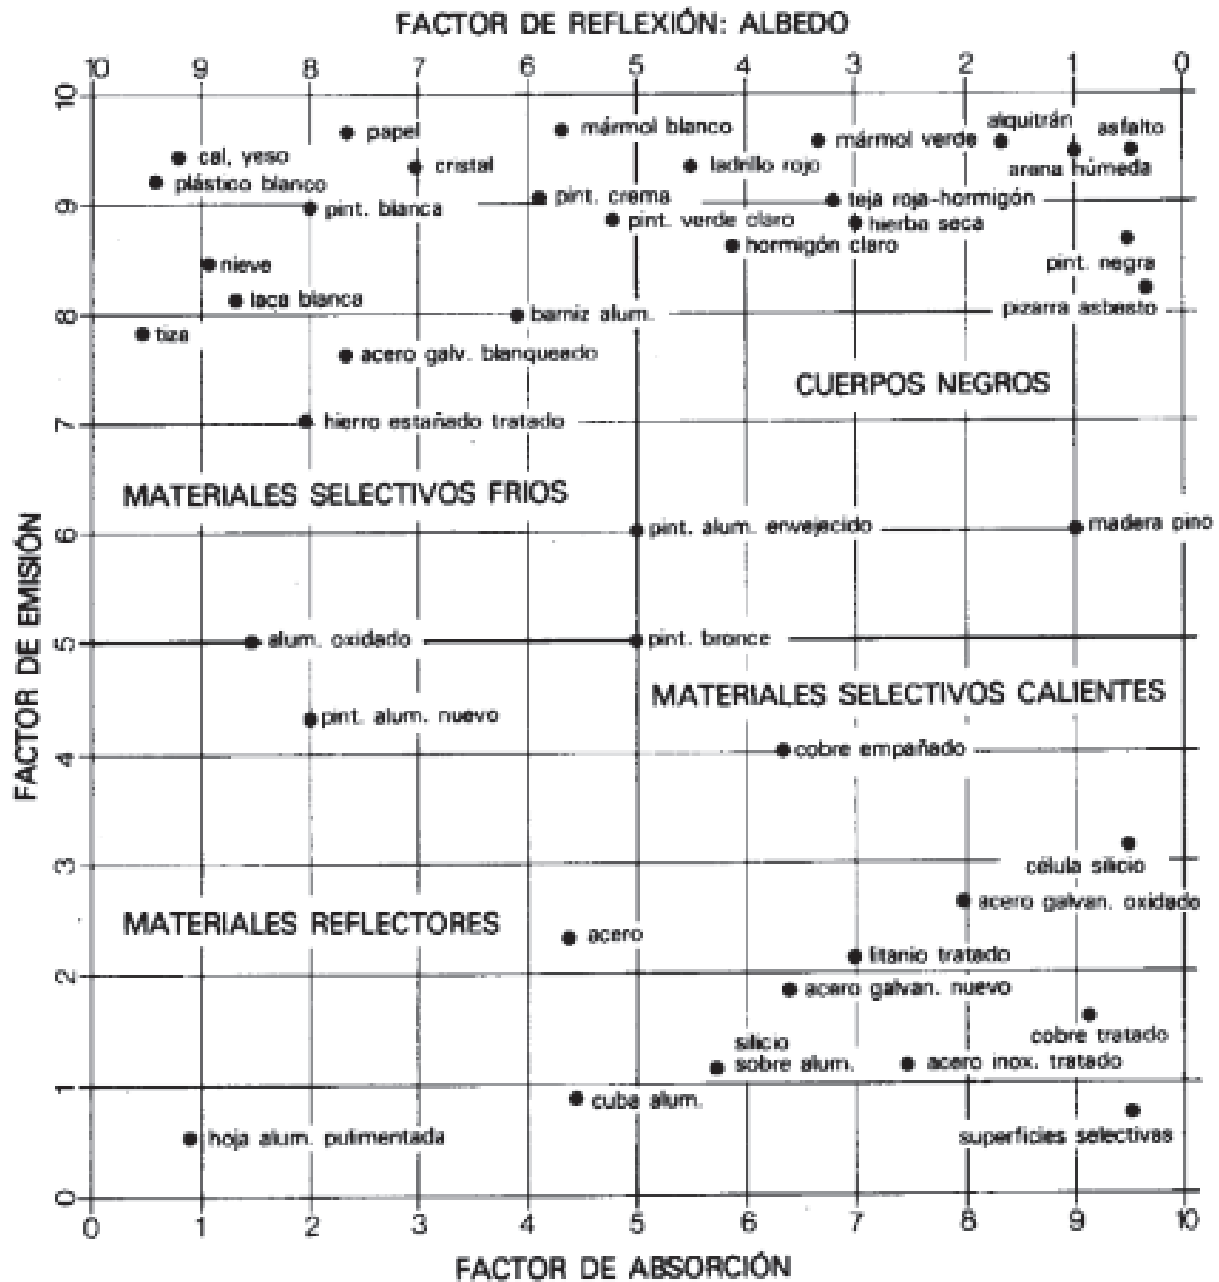 FACTOR DE REFLEXIÓN: ALBEDO
10 9 8 7 6 5 4 3 2 1 0
10
papel
mármol blanco
mármol verde
alquitrán
asfalto
cal, yeso
cristal
ladrillo rojo
arena húmeda
plástico blanco
pint. crema
teja roja-hormigón
9
pint. blanca
pint. verde claro
hierba seca
hormigón claro
nieve
pint. negra
laca blanca
pizarra asbesto
8
barniz alum.
tiza
acero galv. blanqueado
CUERPOS NEGROS
7
hierro estañado tratado
MATERIALES SELECTIVOS FRIOS
6
pint. alum. envejecido
madera pino
FACTOR DE EMISIÓN
5
alum. oxidado
pint. bronce
MATERIALES SELECTIVOS CALIENTES
pint. alum. nuevo
4
cobre empañado
3
célula silicio
acero galvan. oxidado
MATERIALES REFLECTORES
acero
litanio tratado
2
acero galvan. nuevo
cobre tratado
silicio
sobre alum.
acero inox. tratado
1
cuba alum.
hoja alum. pulimentada
superficies selectivas
0
0 1 2 3 4 5 6 7 8 9 10
FACTOR DE ABSORCIÓN